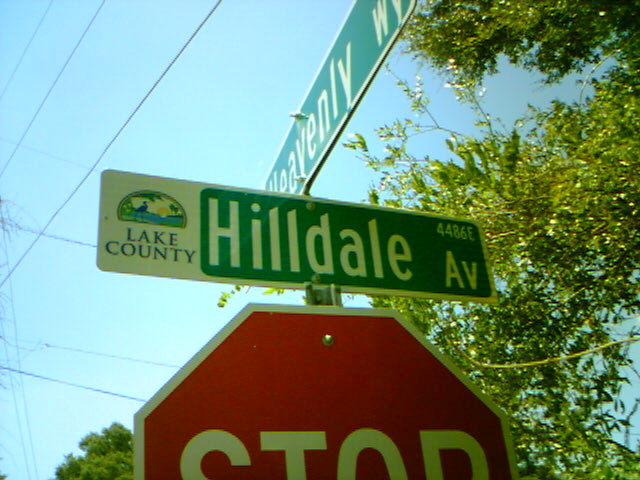 Heavenly Wy
LAKE
COUNTY
Hilldale Av
4486E
STOP